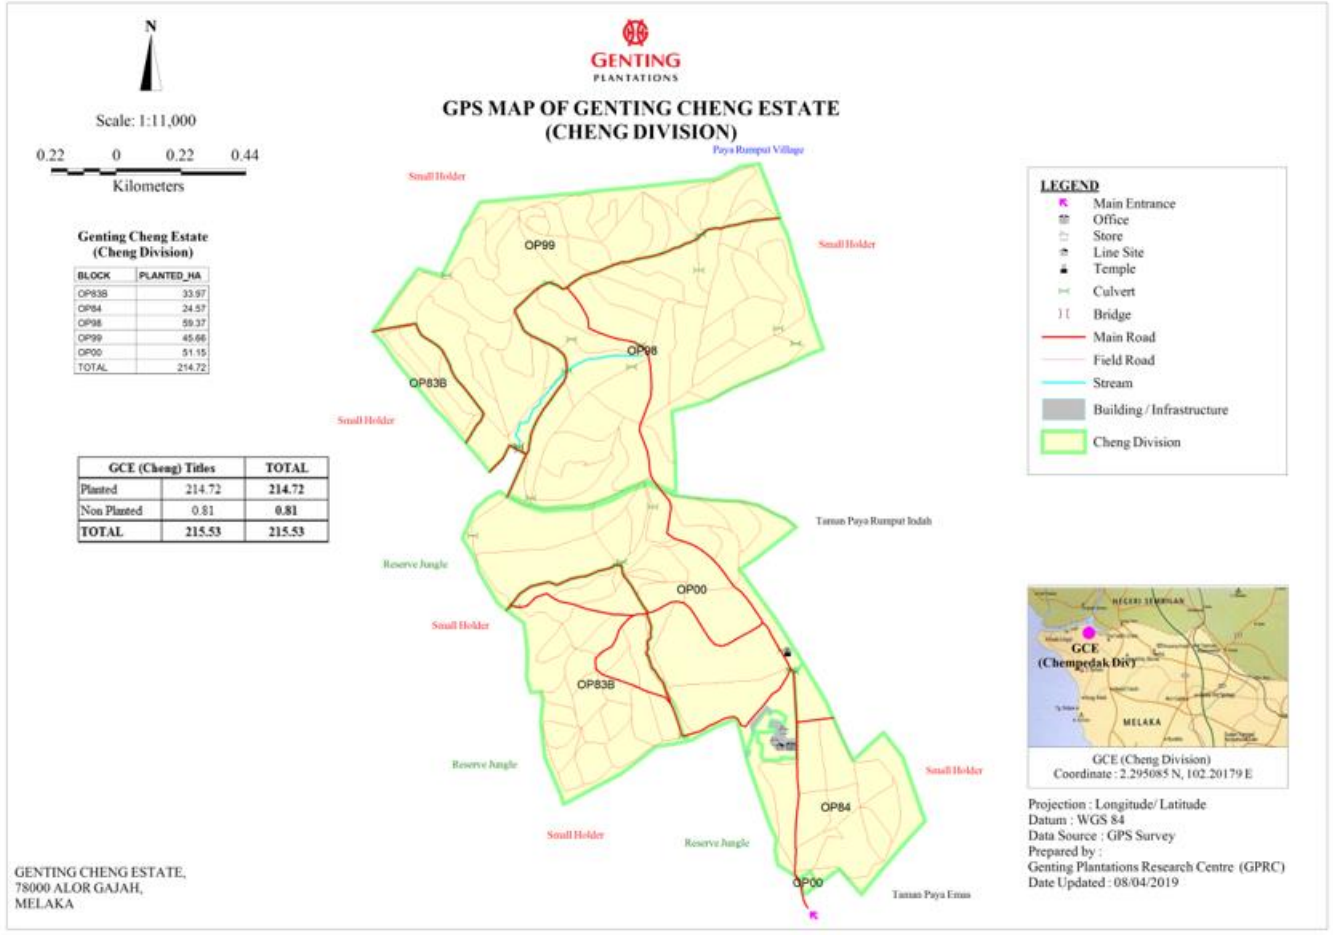 N
Scale: 1:11,000
0.22 0 0.22 0.44
Kilometers
GENTING
PLANTATIONS
GPS MAP OF GENTING CHENG ESTATE
(CHENG DIVISION)
Genting Cheng Estate
(Cheng Division)
BLOCK PLANTED_HA
OP83B 33.97
OP84 24.57
OP98 59.37
OP99 45.66
OP00 51.15
TOTAL 214.72
GCE (Cheng) Titles TOTAL
Planted 214.72 214.72
Non Planted 0.81 0.81
TOTAL 215.53 215.53
Paya Rumput Village
Small Holder
OP99
Small Holder
OP98
OP83B
Small Holder
Taman Paya Rumput Indah
Reserve Jungle
OP00
Small Holder
OP83B
Reserve Jungle
Small Holder
OP84
Small Holder
Reserve Jungle
OP00
Taman Paya Emas
LEGEND
Main Entrance
Office
Store
Line Site
Temple
Culvert
Bridge
Main Road
Field Road
Stream
Building / Infrastructure
Cheng Division
NEGERI SEMBILAN
GCE
(Chempedak Div)
MELAKA
GCE (Cheng Division)
Coordinate : 2.295085 N, 102.20179 E
Projection : Longitude/ Latitude
Datum : WGS 84
Data Source : GPS Survey
Prepared by :
Genting Plantations Research Centre (GPRC)
Date Updated : 08/04/2019
GENTING CHENG ESTATE,
78000 ALOR GAJAH,
MELAKA